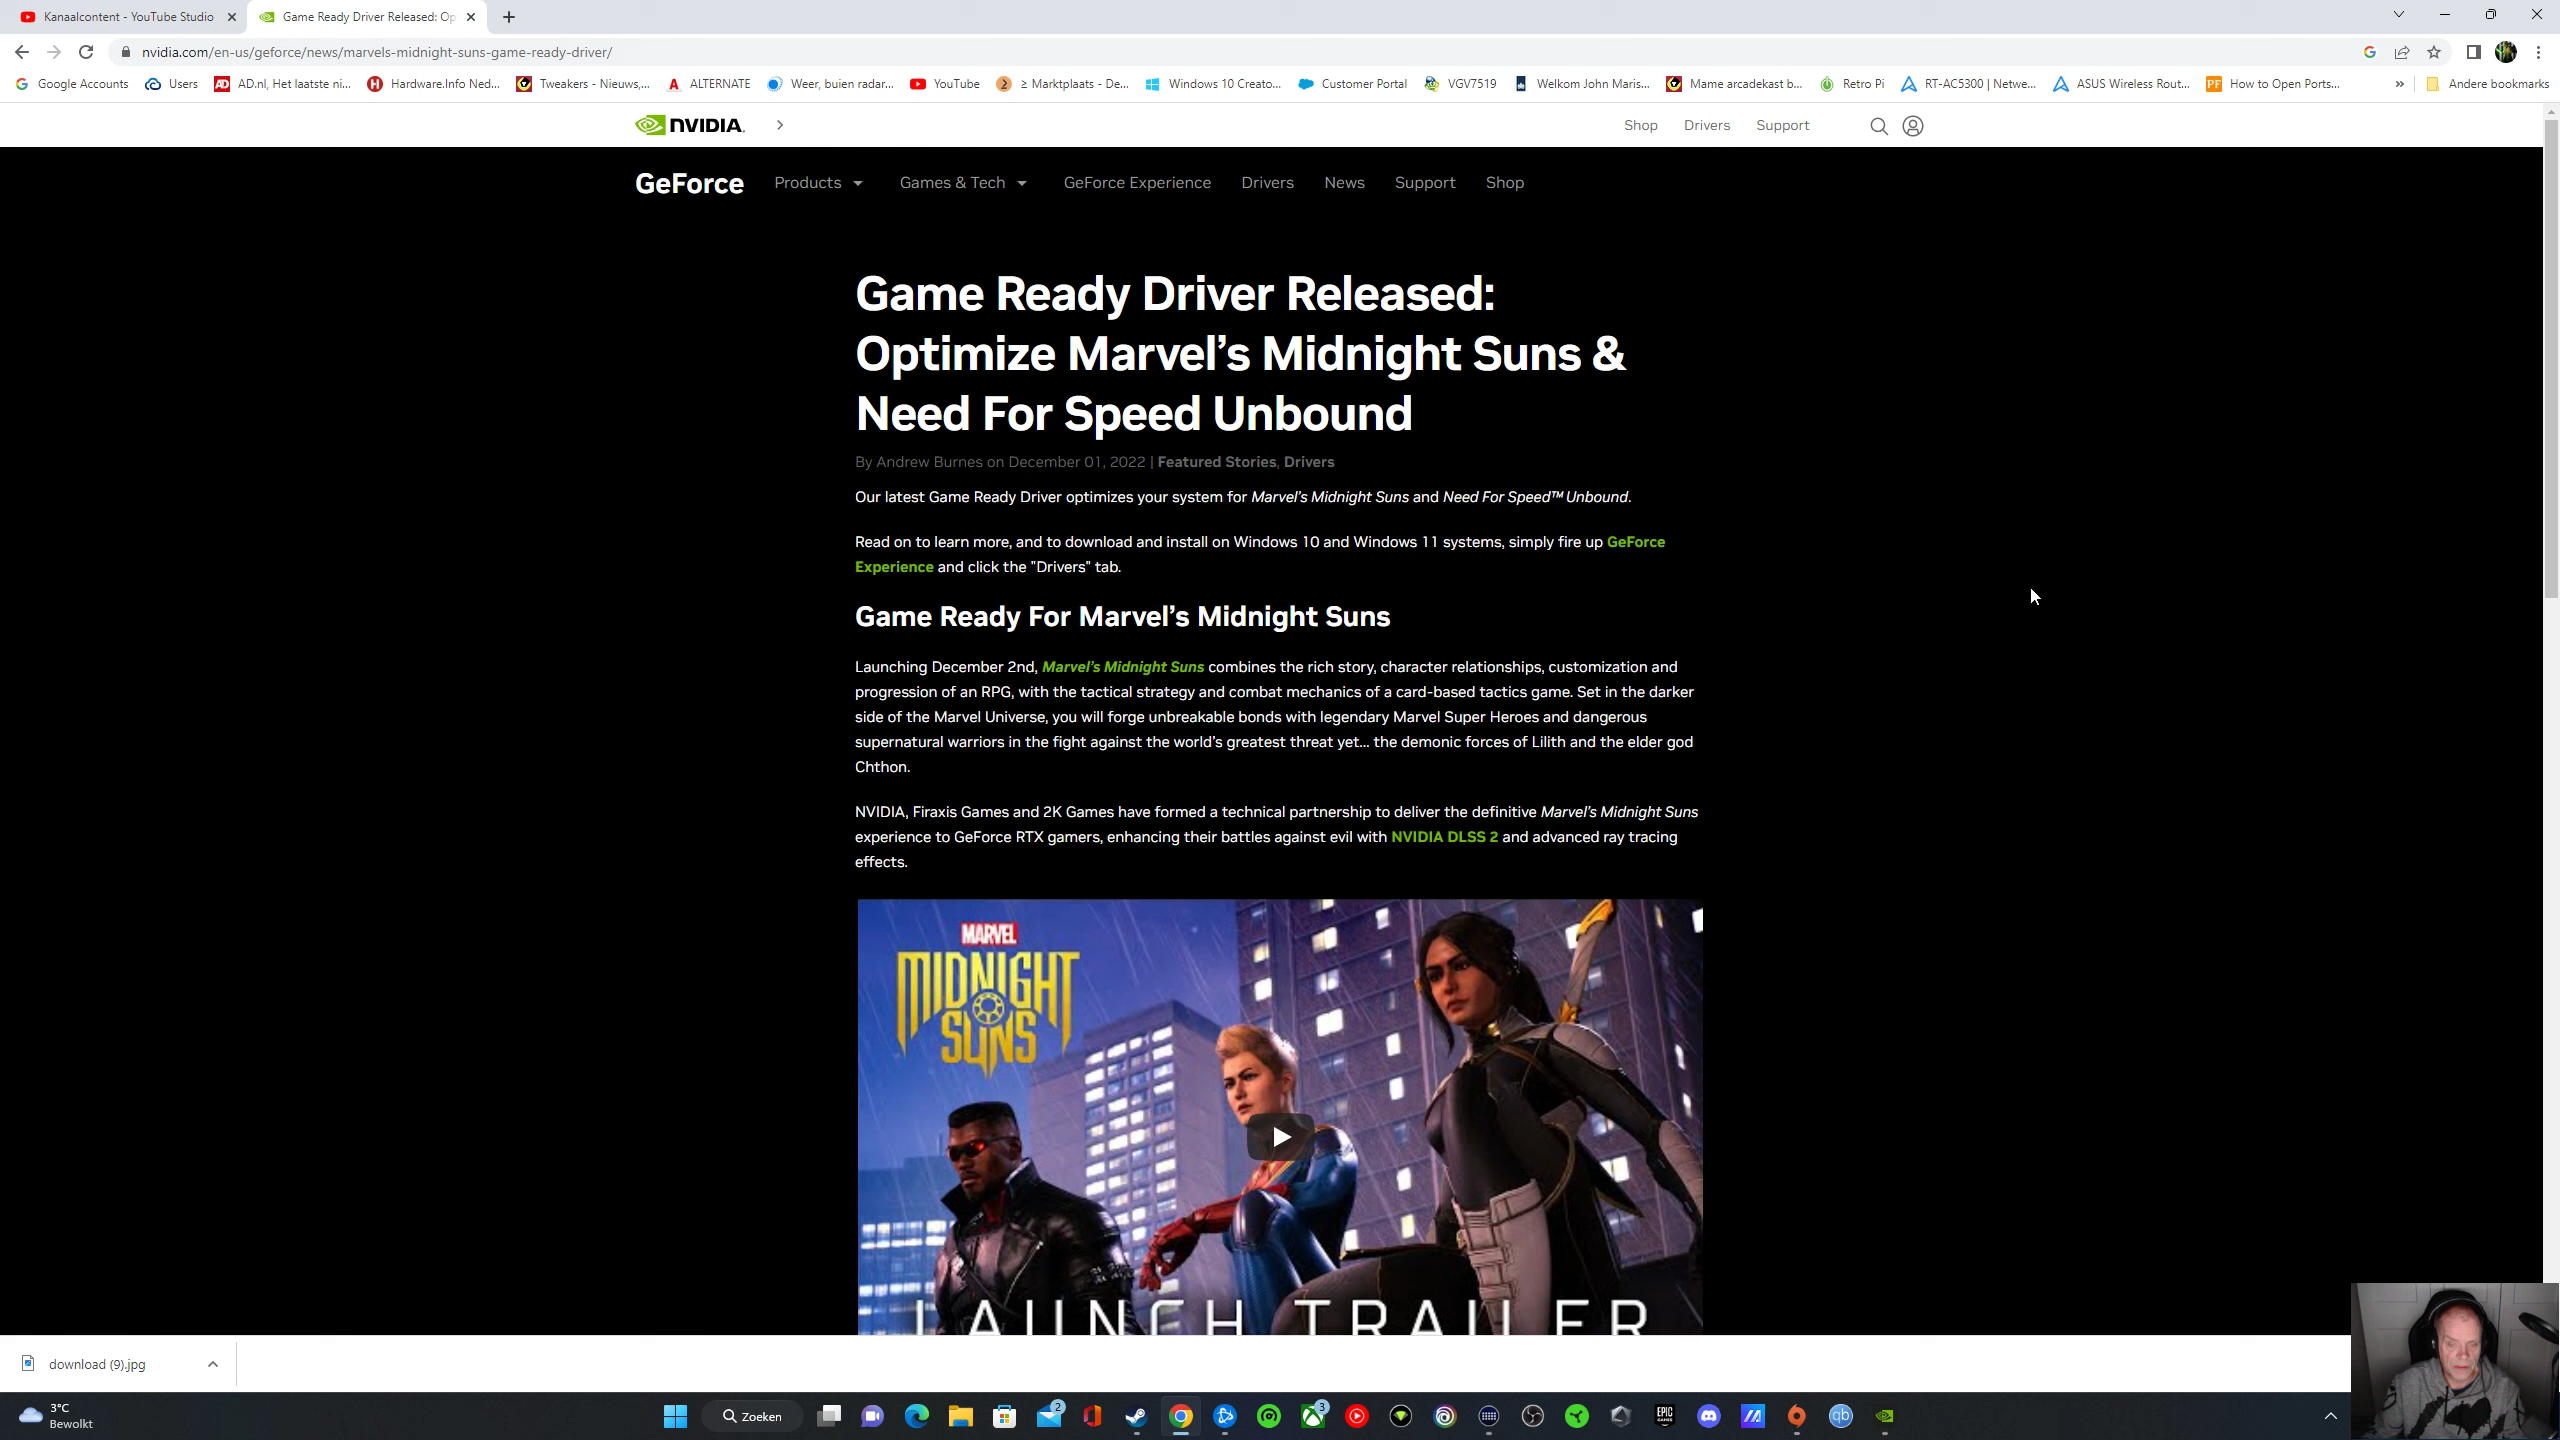 Kanaalcontent - YouTube Studio
Game Ready Driver Released: Op
nvidia.com/en-us/geforce/news/marvels-midnight-suns-game-ready-driver/
Google Accounts
Users
AD.nl, Het laatste ni...
Hardware.Info Ned...
Tweakers - Nieuws,...
ALTERNATE
Weer, buien radar...
YouTube
≥ Marktplaats - De...
Windows 10 Creato...
Customer Portal
VGV7519
Welkom John Maris...
Mame arcadekast b...
Retro Pi
RT-AC5300 | Netwe...
ASUS Wireless Rout...
PF How to Open Ports...
» Andere bookmarks
NVIDIA.
Shop Drivers Support
GeForce Products Games & Tech GeForce Experience Drivers News Support Shop
Game Ready Driver Released:
Optimize Marvel’s Midnight Suns &
Need For Speed Unbound
By Andrew Burnes on December 01, 2022 | Featured Stories, Drivers
Our latest Game Ready Driver optimizes your system for Marvel’s Midnight Suns and Need For Speed™ Unbound.
Read on to learn more, and to download and install on Windows 10 and Windows 11 systems, simply fire up GeForce
Experience and click the "Drivers" tab.
Game Ready For Marvel’s Midnight Suns
Launching December 2nd, Marvel’s Midnight Suns combines the rich story, character relationships, customization and
progression of an RPG, with the tactical strategy and combat mechanics of a card-based tactics game. Set in the darker
side of the Marvel Universe, you will forge unbreakable bonds with legendary Marvel Super Heroes and dangerous
supernatural warriors in the fight against the world’s greatest threat yet... the demonic forces of Lilith and the elder god
Chthon.
NVIDIA, Firaxis Games and 2K Games have formed a technical partnership to deliver the definitive Marvel’s Midnight Suns
experience to GeForce RTX gamers, enhancing their battles against evil with NVIDIA DLSS 2 and advanced ray tracing
effects.
MARVEL
MIDNIGHT
SUNS
LAUNCH TRAILER
download (9).jpg
3°C
Bewolkt
Zoeken
2
3
EPIC
GAMES
qb